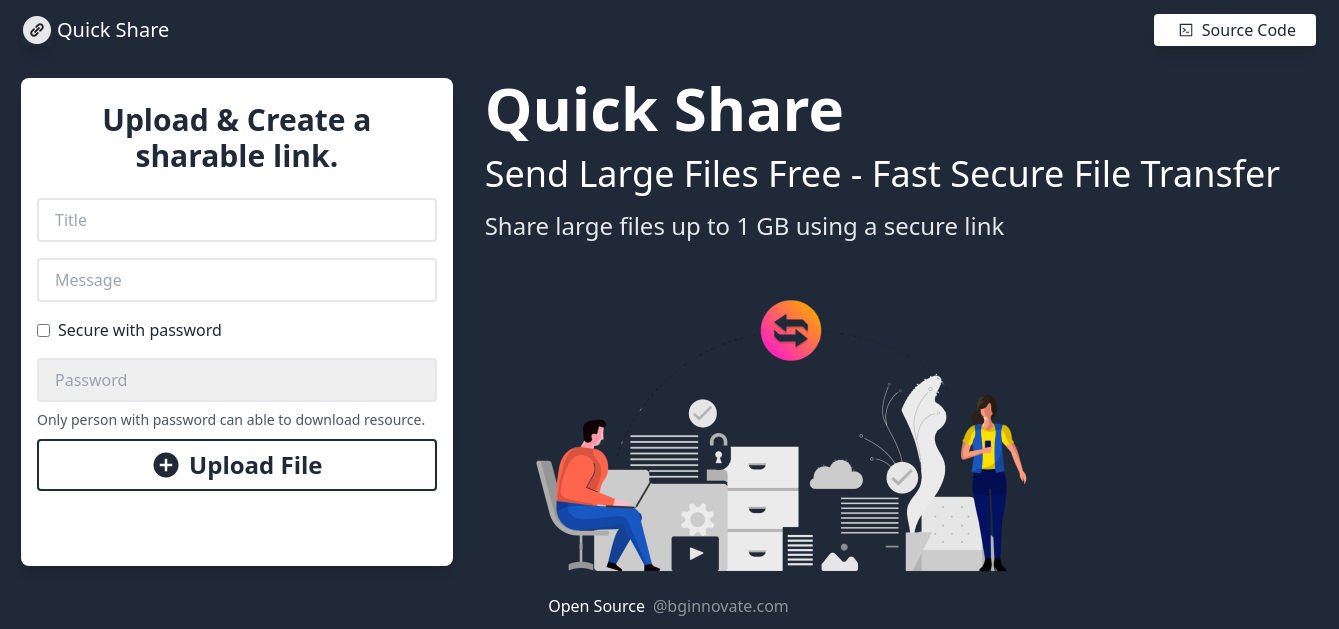 Quick Share
Source Code
Upload & Create a
sharable link.
Title
Message
Secure with password
Password
Only person with password can able to download resource.
Upload File
Quick Share
Send Large Files Free - Fast Secure File Transfer
Share large files up to 1 GB using a secure link
Open Source @bginnovate.com